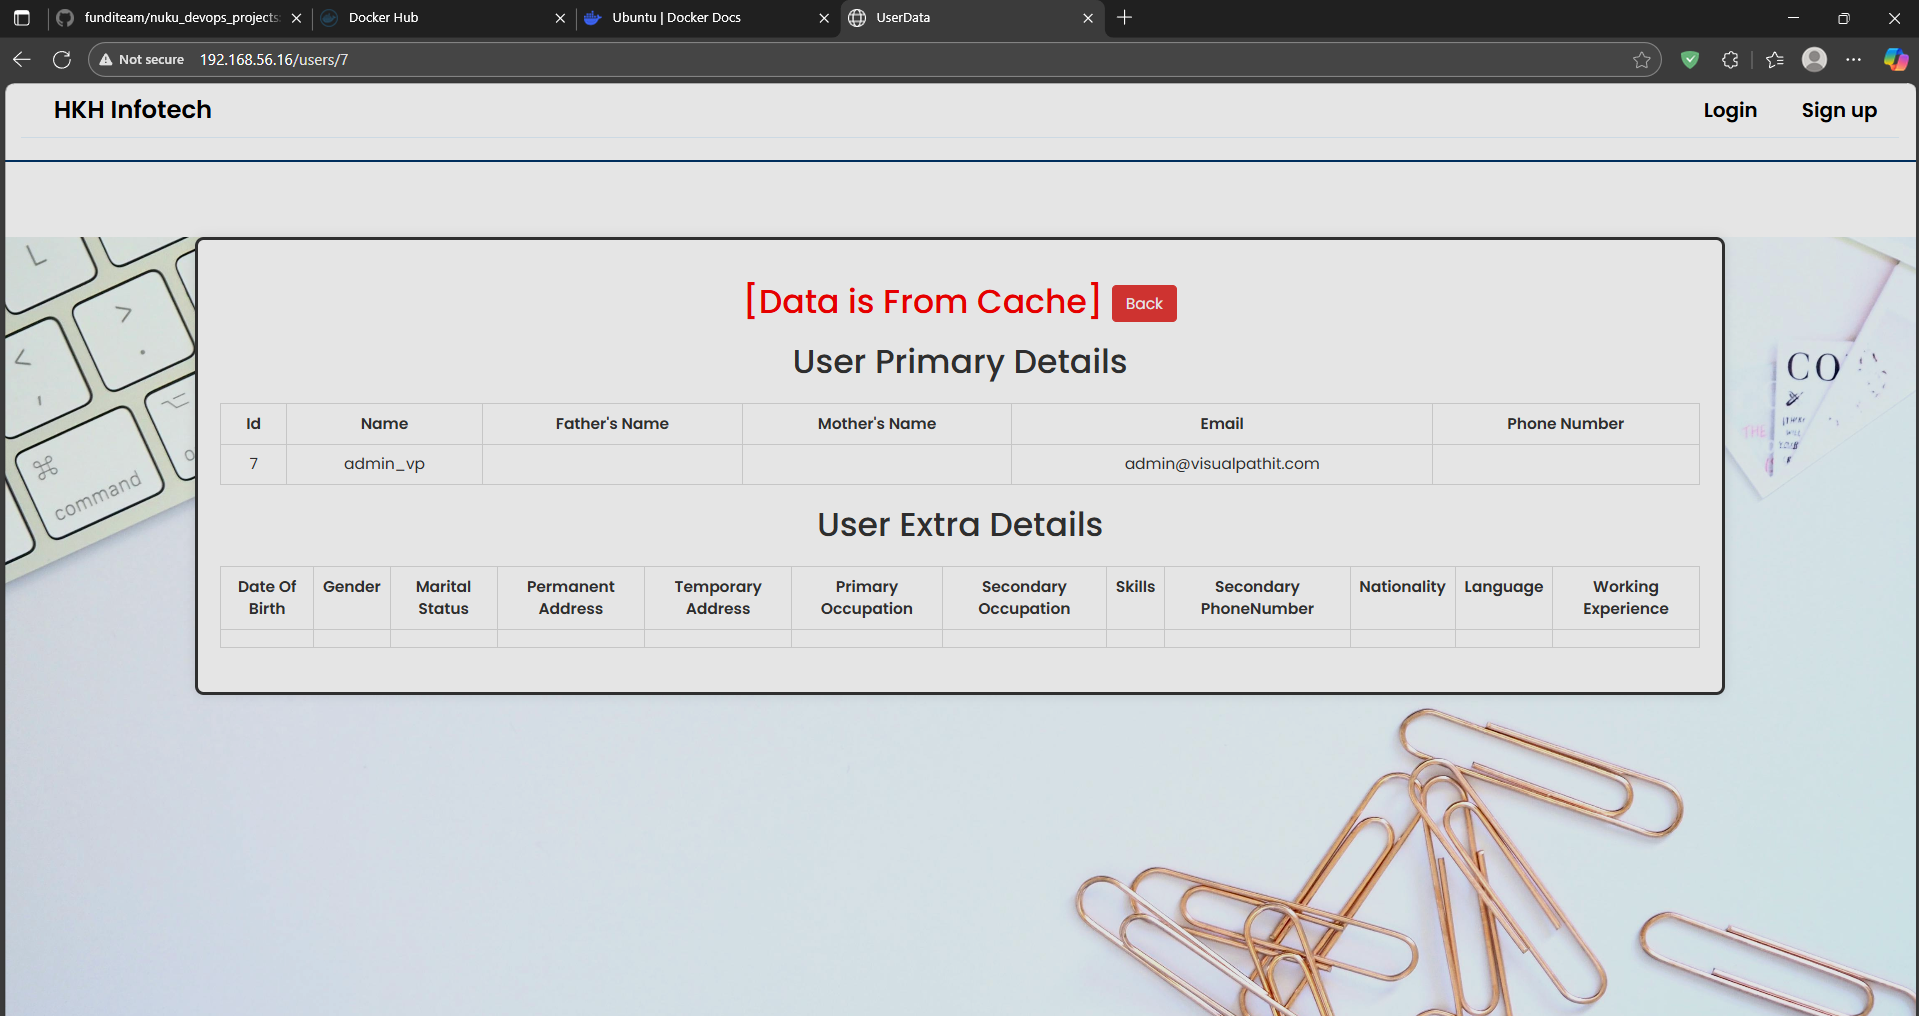 funditeam/nuku_devops_projects:
Docker Hub
Ubuntu | Docker Docs
UserData
Not secure
192.168.56.16/users/7
HKH Infotech
Login
Sign up
[Data is From Cache]
Back
User Primary Details
Id Name Father's Name Mother's Name Email Phone Number
7 admin_vp admin@visualpathit.com
User Extra Details
Date Of Birth Gender Marital Status Permanent Address Temporary Address Primary Occupation Secondary Occupation Skills Secondary PhoneNumber Nationality Language Working Experience
L
>
.
<
,
⌘
command
CO
THE